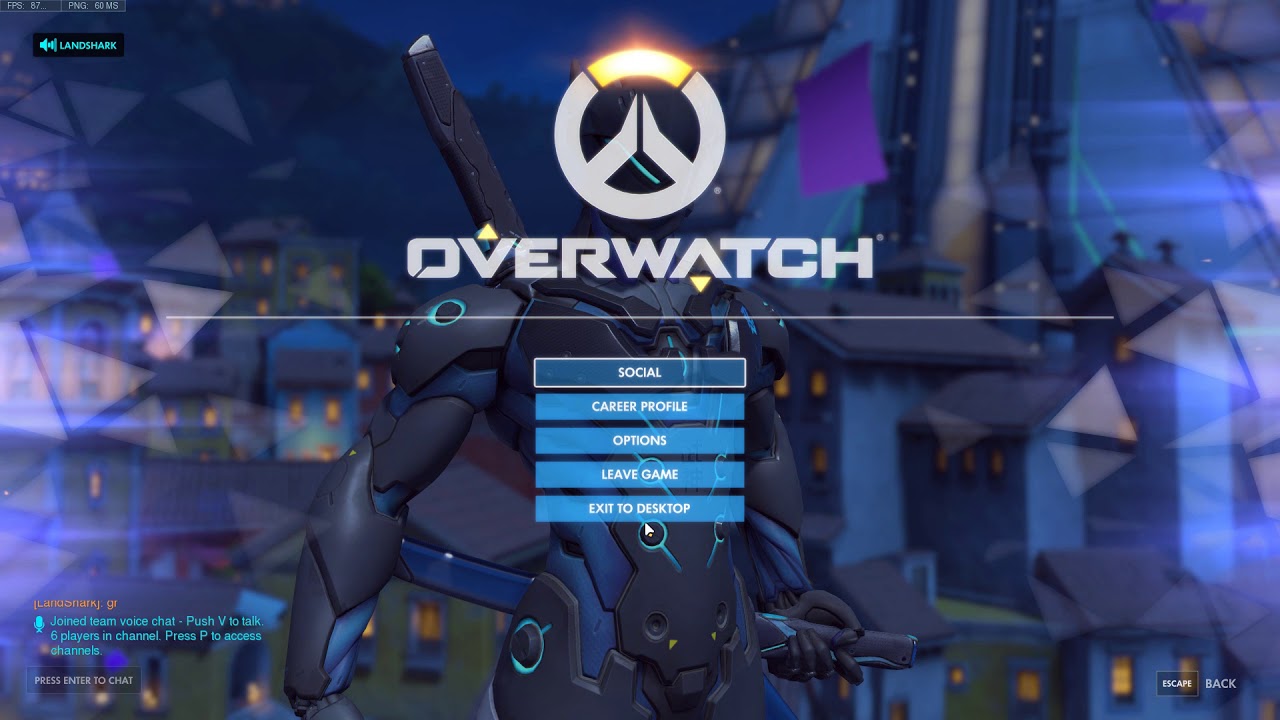 FPS: 87... PNG: 60 MS
LANDSHARK
OVERWATCH
SOCIAL
CAREER PROFILE
OPTIONS
LEAVE GAME
EXIT TO DESKTOP
[LandShark]: gr
Joined team voice chat - Push V to talk.
6 players in channel. Press P to access
channels.
PRESS ENTER TO CHAT
ESCAPE BACK